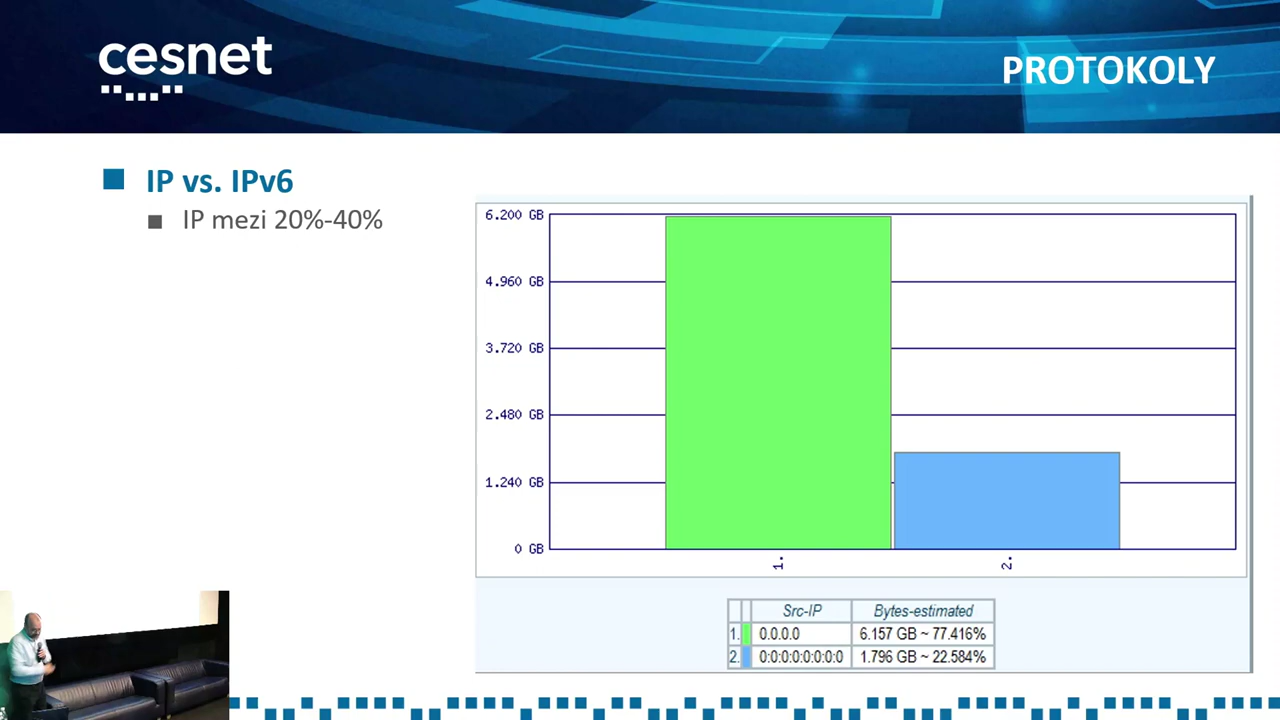 cesnet
PROTOKOLY
IP vs. IPv6
IP mezi 20%-40%
6.200 GB
4.960 GB
3.720 GB
2.480 GB
1.240 GB
0 GB
1.
2.
Src-IP Bytes-estimated
1. 0.0.0.0 6.157 GB ~ 77.416%
2. 0:0:0:0:0:0:0:0 1.796 GB ~ 22.584%